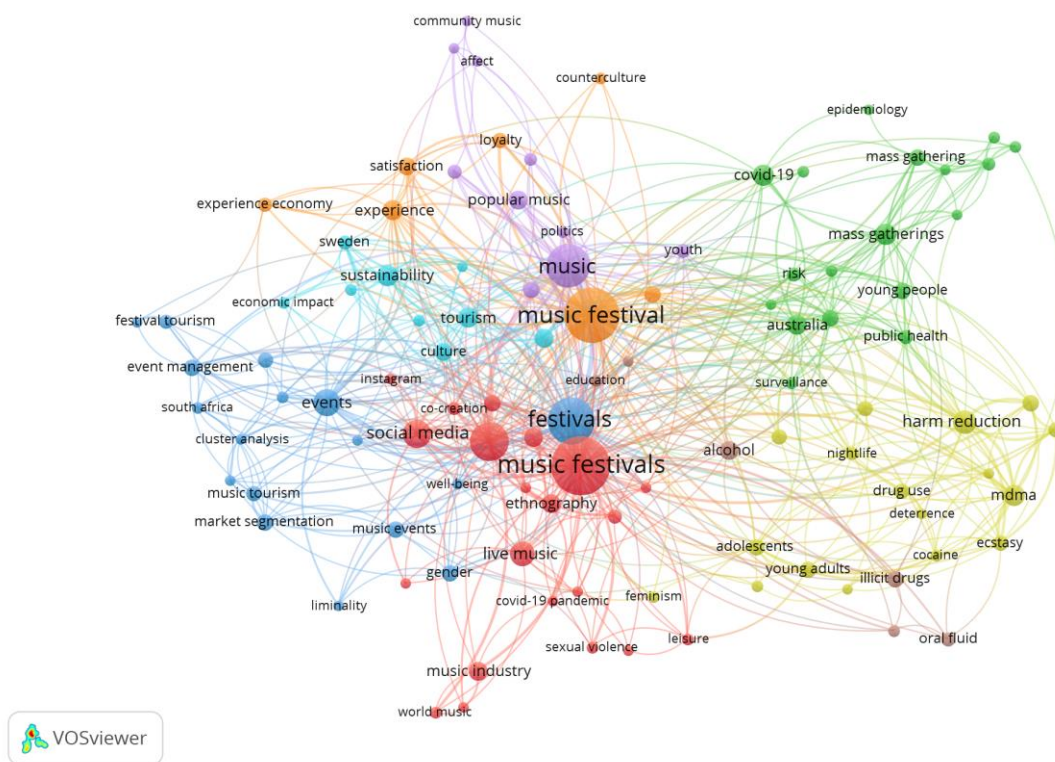 community music
affect
counterculture
epidemiology
loyalty
mass gathering
satisfaction
covid-19
experience economy
popular music
experience
politics
mass gatherings
sweden
youth
music
sustainability
risk
young people
economic impact
music festival
festival tourism
tourism
australia
public health
culture
event management
instagram
education
surveillance
south africa
events
co-creation
festivals
harm reduction
cluster analysis
social media
alcohol
nightlife
music festivals
well-being
music tourism
drug use
mdma
ethnography
market segmentation
deterrence
music events
adolescents
ecstasy
live music
cocaine
gender
young adults
illicit drugs
liminality
covid-19 pandemic
feminism
sexual violence
leisure
oral fluid
music industry
world music
VOSviewer